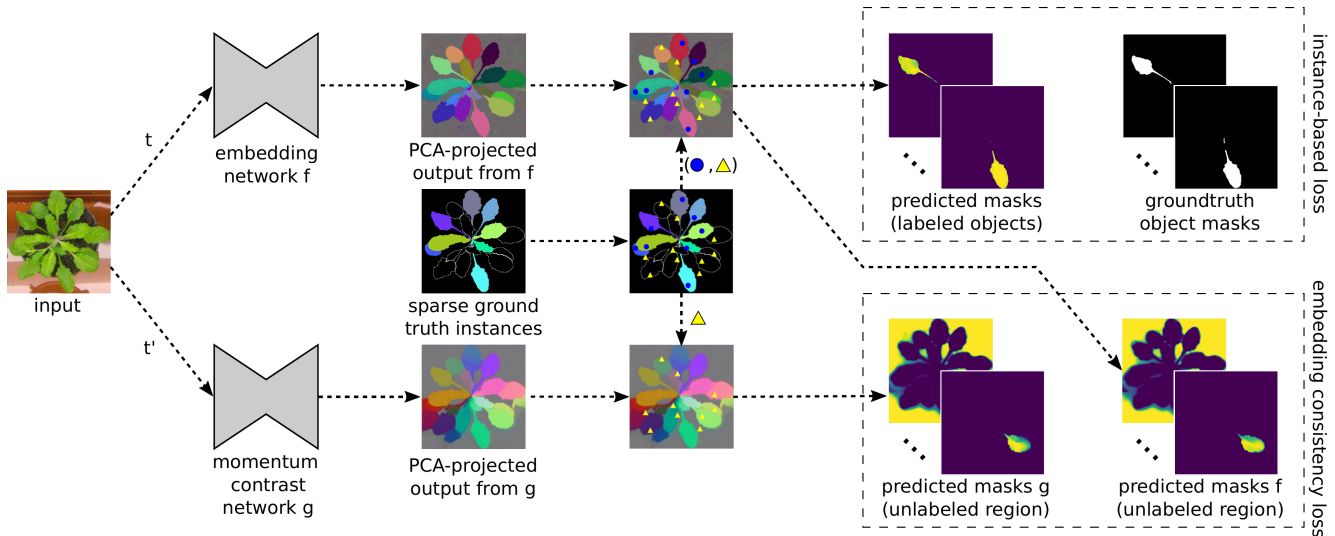 t
embedding
network f
PCA-projected
output from f
( , )
predicted masks
(labeled objects)
groundtruth
object masks
instance-based loss
input
sparse ground
truth instances
t'
momentum
contrast
network g
PCA-projected
output from g
predicted masks g
(unlabeled region)
predicted masks f
(unlabeled region)
embedding consistency loss